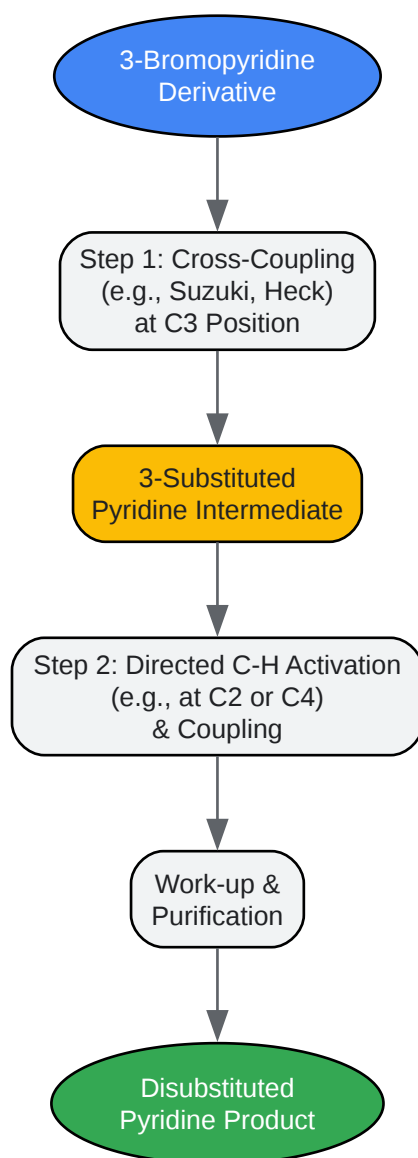 3-Bromopyridine
Derivative
Step 1: Cross-Coupling
(e.g., Suzuki, Heck)
at C3 Position
3-Substituted
Pyridine Intermediate
Step 2: Directed C-H Activation
(e.g., at C2 or C4)
& Coupling
Work-up &
Purification
Disubstituted
Pyridine Product